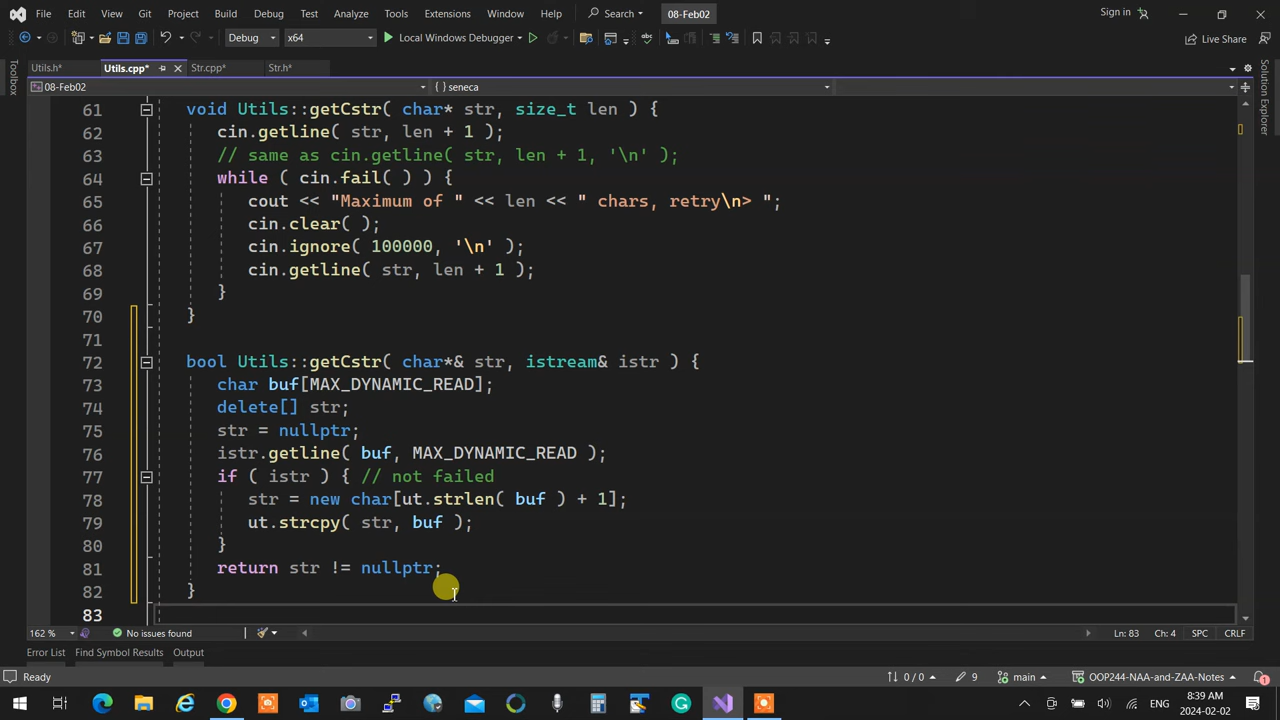 File Edit View Git Project Build Debug Test Analyze Tools Extensions Window Help Search 08-Feb02 Sign in
Debug x64 Local Windows Debugger Live Share
Toolbox
Utils.h* Utils.cpp* Str.cpp* Str.h*
08-Feb02 {} seneca
Solution Explorer
61 void Utils::getCstr( char* str, size_t len ) {
62 cin.getline( str, len + 1 );
63 // same as cin.getline( str, len + 1, '\n' );
64 while ( cin.fail( ) ) {
65 cout << "Maximum of " << len << " chars, retry\n> ";
66 cin.clear( );
67 cin.ignore( 100000, '\n' );
68 cin.getline( str, len + 1 );
69 }
70 }
71
72 bool Utils::getCstr( char*& str, istream& istr ) {
73 char buf[MAX_DYNAMIC_READ];
74 delete[] str;
75 str = nullptr;
76 istr.getline( buf, MAX_DYNAMIC_READ );
77 if ( istr ) { // not failed
78 str = new char[ut.strlen( buf ) + 1];
79 ut.strcpy( str, buf );
80 }
81 return str != nullptr;
82 }
83
162 % No issues found Ln: 83 Ch: 4 SPC CRLF
Error List Find Symbol Results Output
Ready 0 / 0 9 main OOP244-NAA-and-ZAA-Notes 1
ENG 8:39 AM
2024-02-02